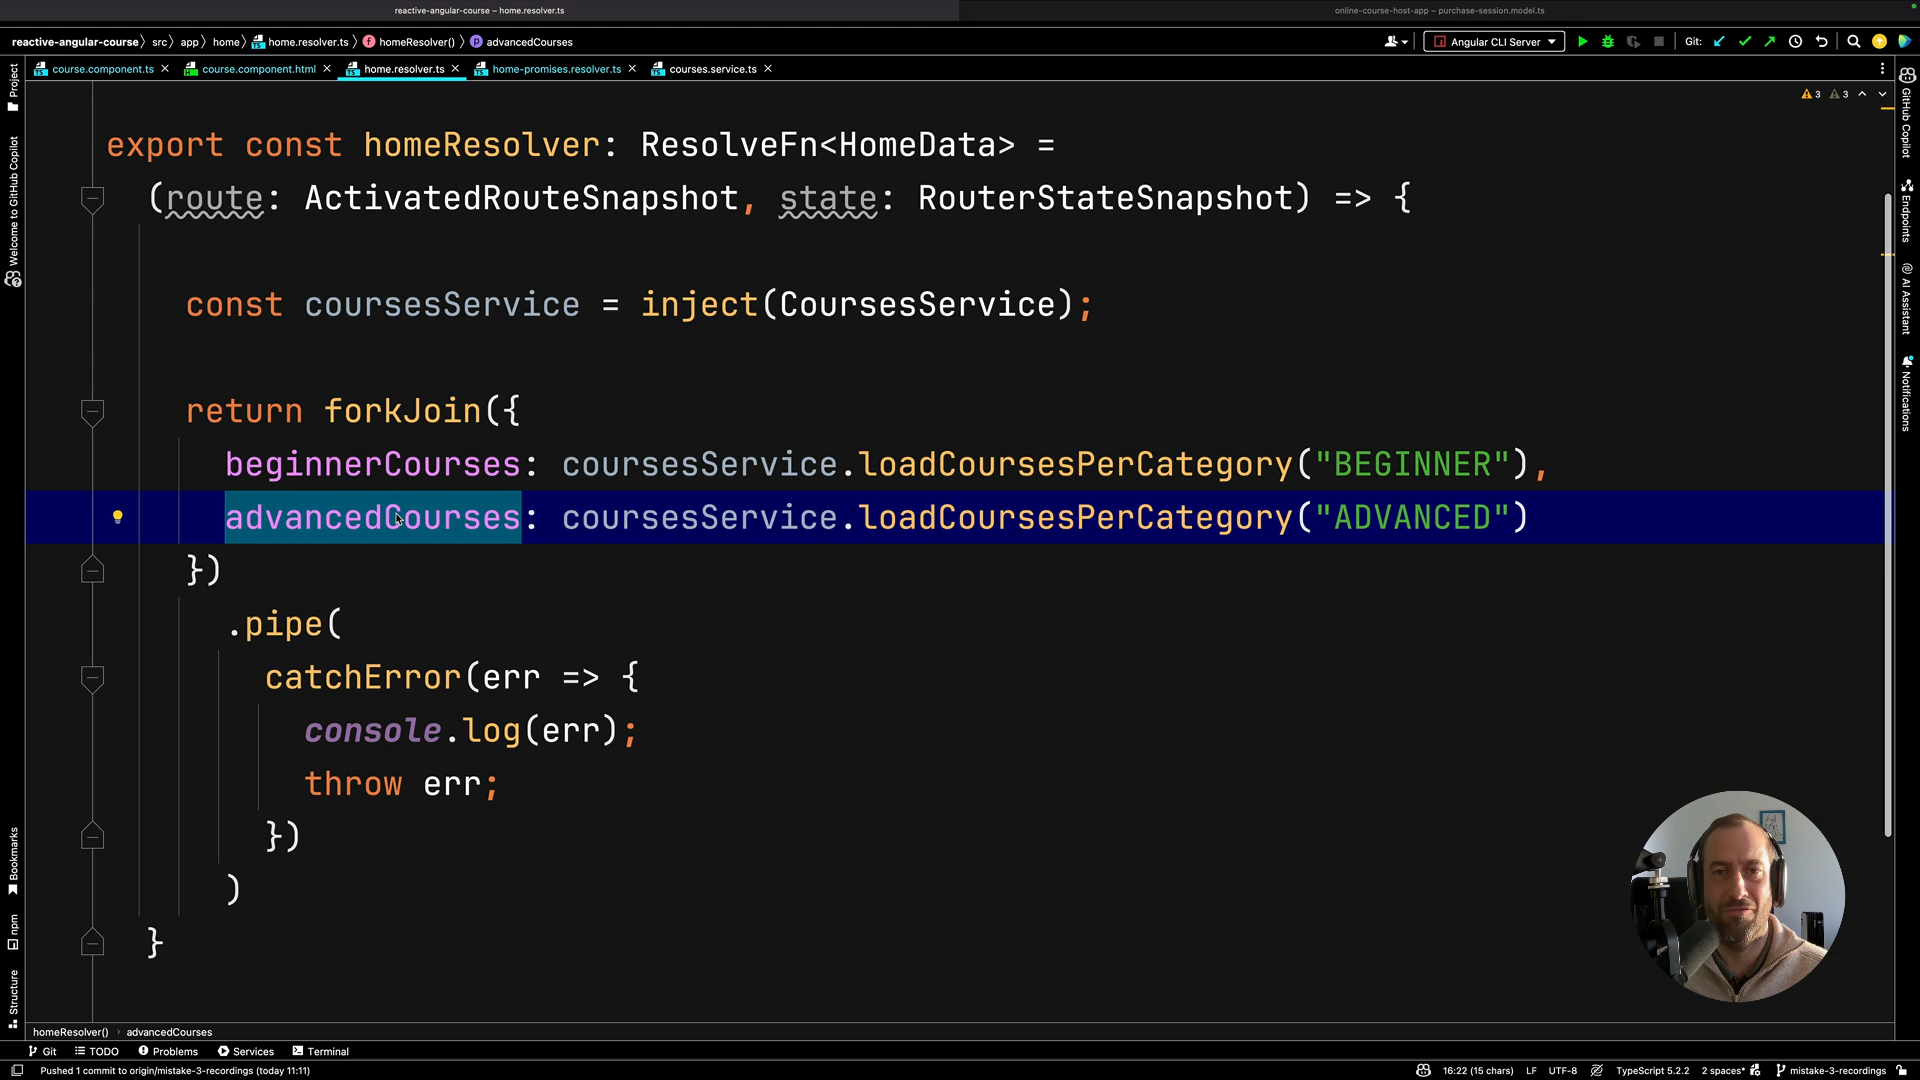 reactive-angular-course – home.resolver.ts
online-course-host-app – purchase-session.model.ts
reactive-angular-course src app home home.resolver.ts homeResolver() advancedCourses
Angular CLI Server
Git:
course.component.ts
course.component.html
home.resolver.ts
home-promises.resolver.ts
courses.service.ts
3 3
Project
Welcome to GitHub Copilot
Bookmarks
npm
Structure
export const homeResolver: ResolveFn<HomeData> =
(route: ActivatedRouteSnapshot, state: RouterStateSnapshot) => {
const coursesService = inject(CoursesService);
return forkJoin({
beginnerCourses: coursesService.loadCoursesPerCategory("BEGINNER"),
advancedCourses: coursesService.loadCoursesPerCategory("ADVANCED")
})
.pipe(
catchError(err => {
console.log(err);
throw err;
})
)
}
GitHub Copilot
Endpoints
AI Assistant
Notifications
homeResolver() › advancedCourses
Git TODO Problems Services Terminal
Pushed 1 commit to origin/mistake-3-recordings (today 11:11)
16:22 (15 chars) LF UTF-8 TypeScript 5.2.2 2 spaces* mistake-3-recordings